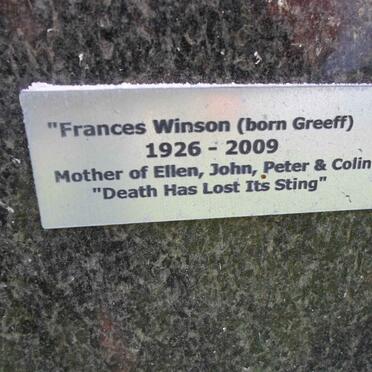 "Frances Winson (born Greeff)
1926 - 2009
Mother of Ellen, John, Peter & Colin
"Death Has Lost Its Sting"